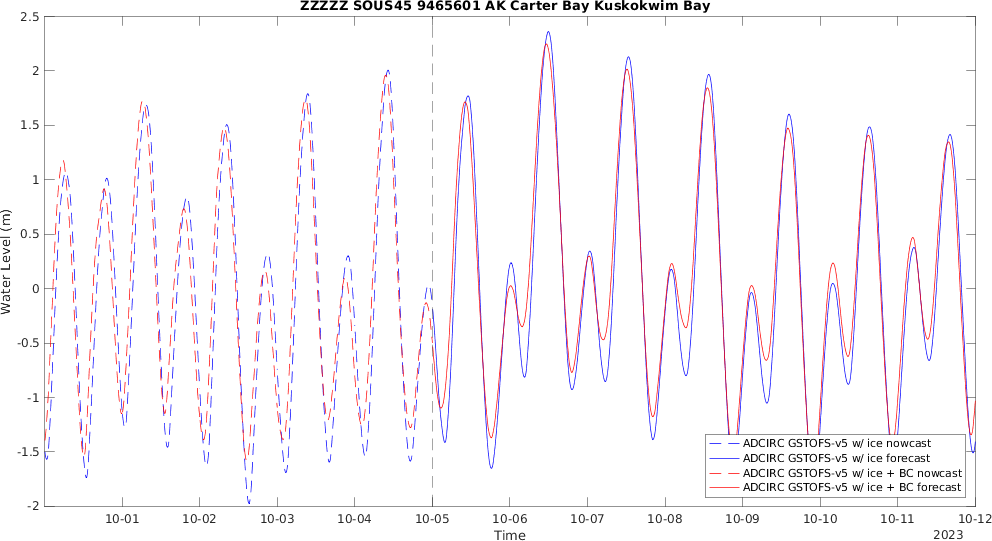 ZZZZZ SOUS45 9465601 AK Carter Bay Kuskokwim Bay
2.5
2
1.5
1
0.5
0
-0.5
-1
-1.5
-2
Water Level (m)
ADCIRC GSTOFS-v5 w/ ice nowcast
ADCIRC GSTOFS-v5 w/ ice forecast
ADCIRC GSTOFS-v5 w/ ice + BC nowcast
ADCIRC GSTOFS-v5 w/ ice + BC forecast
10-01 10-02 10-03 10-04 10-05 10-06 10-07 10-08 10-09 10-10 10-11 10-12
Time
2023